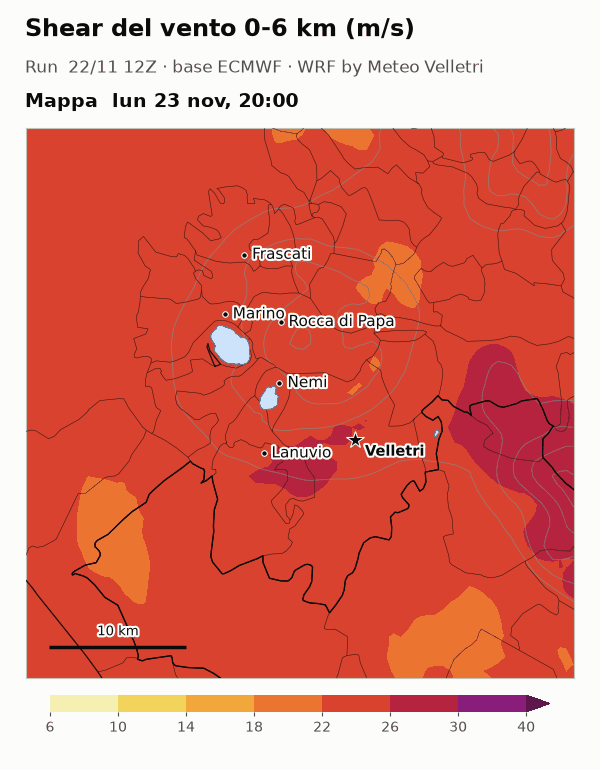 Shear del vento 0-6 km (m/s)
Run  22/11 12Z · base ECMWF · WRF by Meteo Velletri
Mappa  lun 23 nov, 20:00
Frascati
Marino
Rocca di Papa
Nemi
Velletri
Lanuvio
10 km
6 10 14 18 22 26 30 40